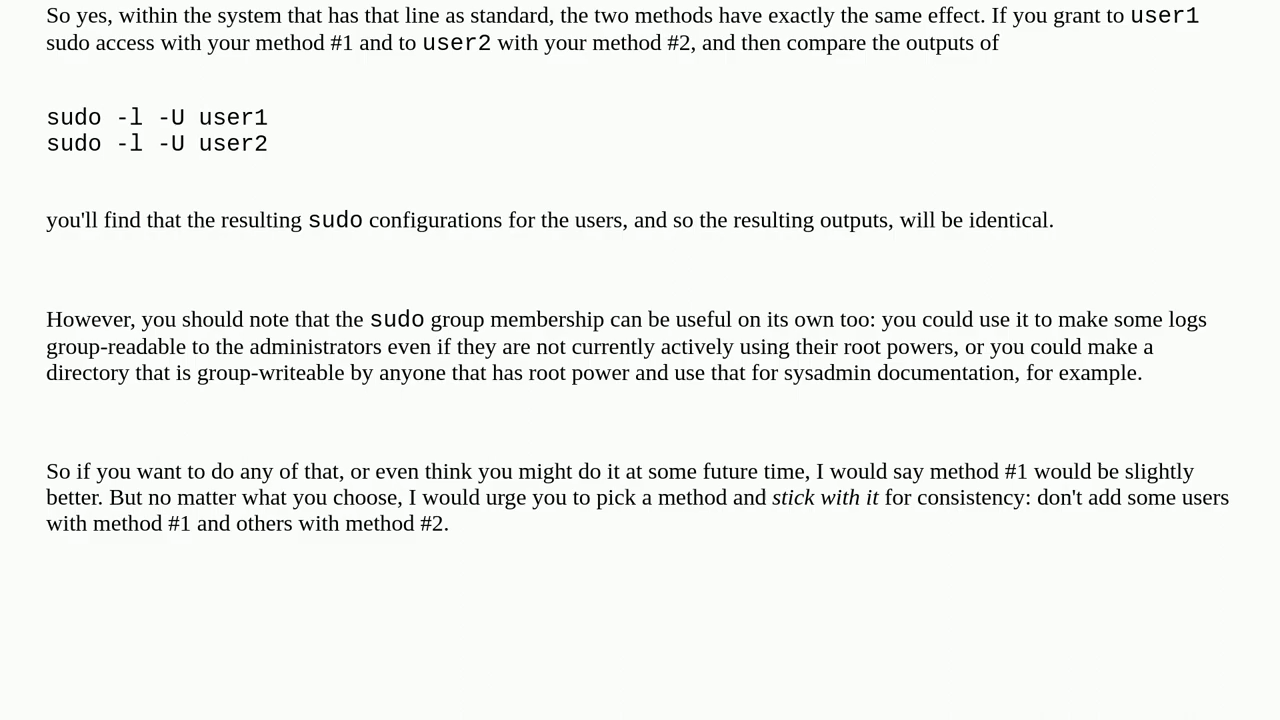 So yes, within the system that has that line as standard, the two methods have exactly the same effect. If you grant to user1
sudo access with your method #1 and to user2 with your method #2, and then compare the outputs of
sudo -l -U user1
sudo -l -U user2
you'll find that the resulting sudo configurations for the users, and so the resulting outputs, will be identical.
However, you should note that the sudo group membership can be useful on its own too: you could use it to make some logs
group-readable to the administrators even if they are not currently actively using their root powers, or you could make a
directory that is group-writeable by anyone that has root power and use that for sysadmin documentation, for example.
So if you want to do any of that, or even think you might do it at some future time, I would say method #1 would be slightly
better. But no matter what you choose, I would urge you to pick a method and stick with it for consistency: don't add some users
with method #1 and others with method #2.